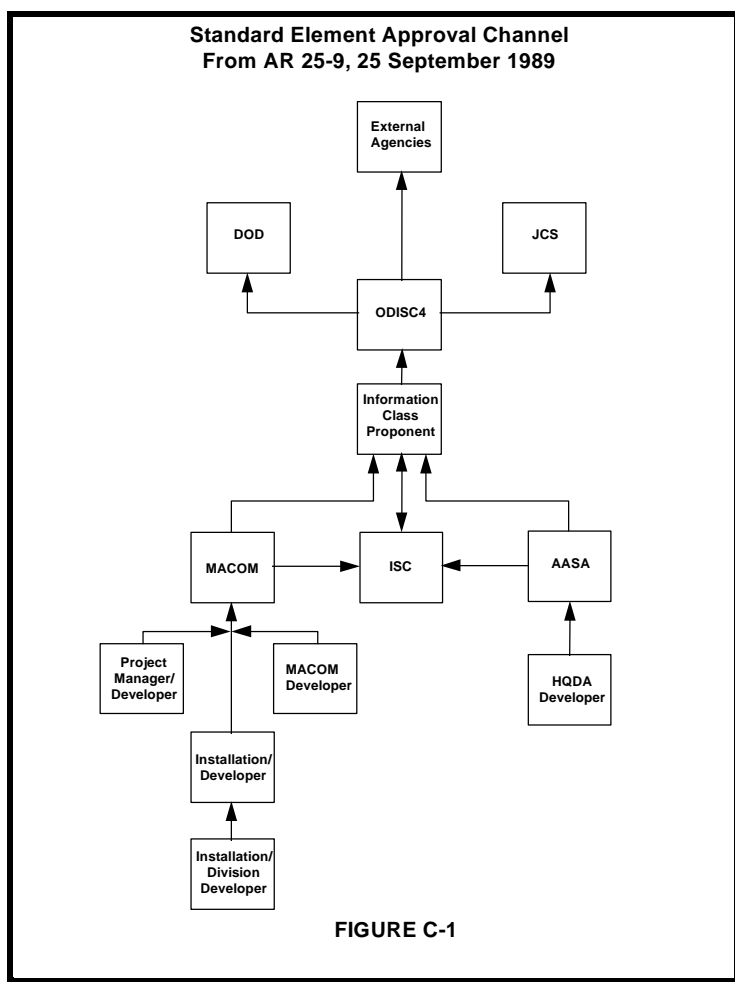 Standard Element Approval Channel
From AR 25-9, 25 September 1989
External
Agencies
DOD
JCS
ODISC4
Information
Class
Proponent
MACOM
ISC
AASA
Project
Manager/
Developer
MACOM
Developer
HQDA
Developer
Installation/
Developer
Installation/
Division
Developer
FIGURE C-1